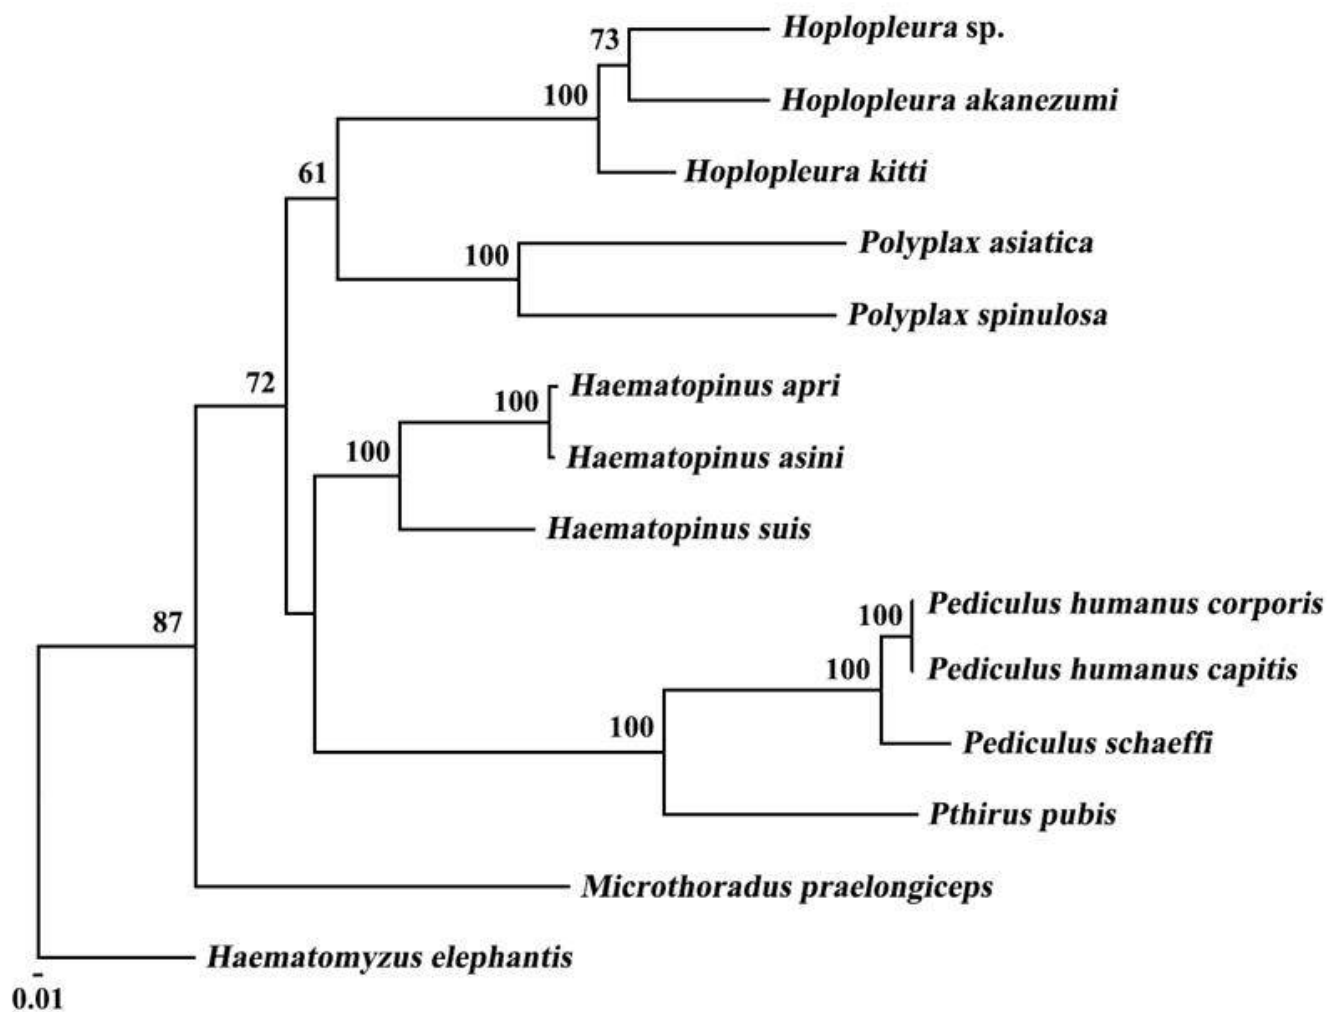 Hoplopleura sp.
73
Hoplopleura akanezumi
100
Hoplopleura kitti
61
Polyplax asiatica
100
Polyplax spinulosa
72
Haematopinus apri
100
Haematopinus asini
100
Haematopinus suis
87
Pediculus humanus corporis
100
Pediculus humanus capitis
100
Pediculus schaeffi
100
Pthirus pubis
Microthoradus praelongiceps
Haematomyzus elephantis
0.01